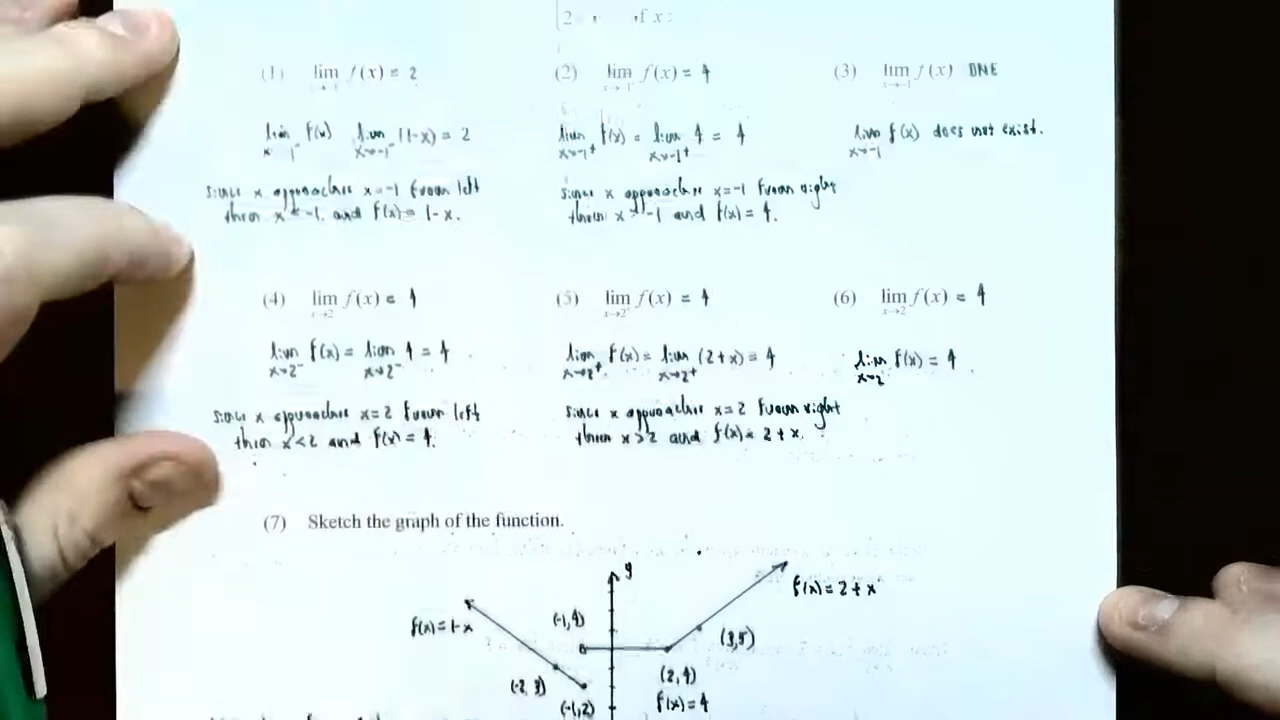 (1) lim f(x) = 2 (2) lim f(x) = 4 (3) lim f(x) DNE
x→-1⁻ x→-1⁺ x→-1
lim f(x) lim (1-x) = 2 lim f(x) = lim 4 = 4 lim f(x) does not exist.
x→-1⁻ x→-1⁺ x→-1⁺ x→-1
since x approaches x=-1 from left since x approaches x=-1 from right
then x < -1 and f(x) = 1-x. then x > -1 and f(x) = 4.
(4) lim f(x) = 4 (5) lim f(x) = 4 (6) lim f(x) = 4
x→2⁻ x→2⁺ x→2
lim f(x) = lim 4 = 4 lim f(x) = lim (2+x) = 4 lim f(x) = 4
x→2⁻ x→2⁻ x→2⁺ x→2⁺ x→2
since x approaches x=2 from left since x approaches x=2 from right
then x<2 and f(x) = 4. then x>2 and f(x) = 2+x.
(7) Sketch the graph of the function.
y
f(x) = 2+x
(-1,4)
f(x) = 1-x
(3,5)
(2,4)
(-2,3)
(-1,2) f(x) = 4